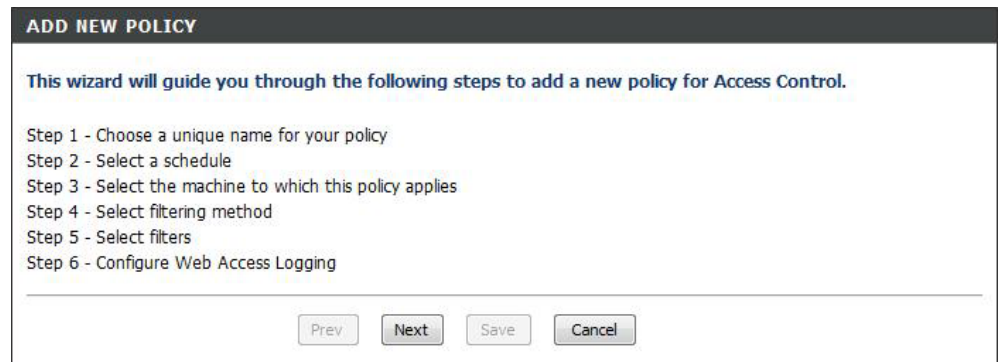 ADD NEW POLICY
This wizard will guide you through the following steps to add a new policy for Access Control.
Step 1 - Choose a unique name for your policy
Step 2 - Select a schedule
Step 3 - Select the machine to which this policy applies
Step 4 - Select filtering method
Step 5 - Select filters
Step 6 - Configure Web Access Logging
Prev Next Save Cancel